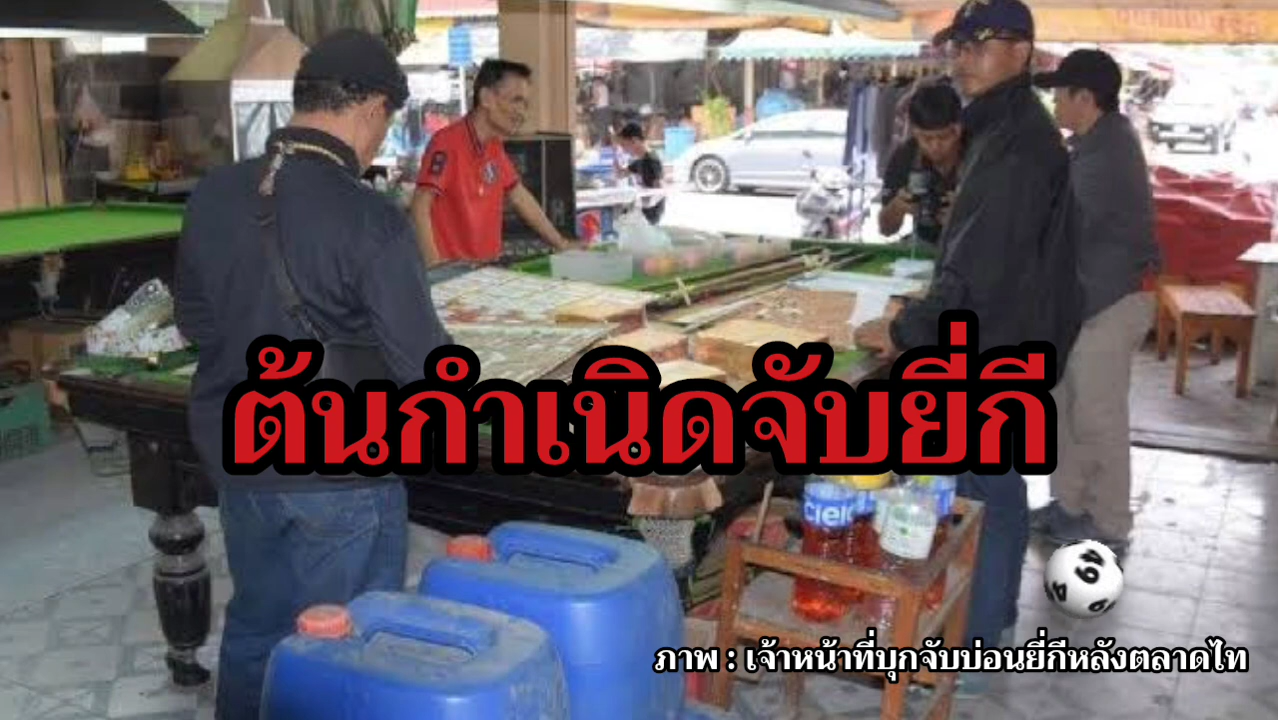 ต้นกำเนิดจับยี่กี
ciel
49
ภาพ : เจ้าหน้าที่บุกจับบ่อนยี่กีหลังตลาดไท